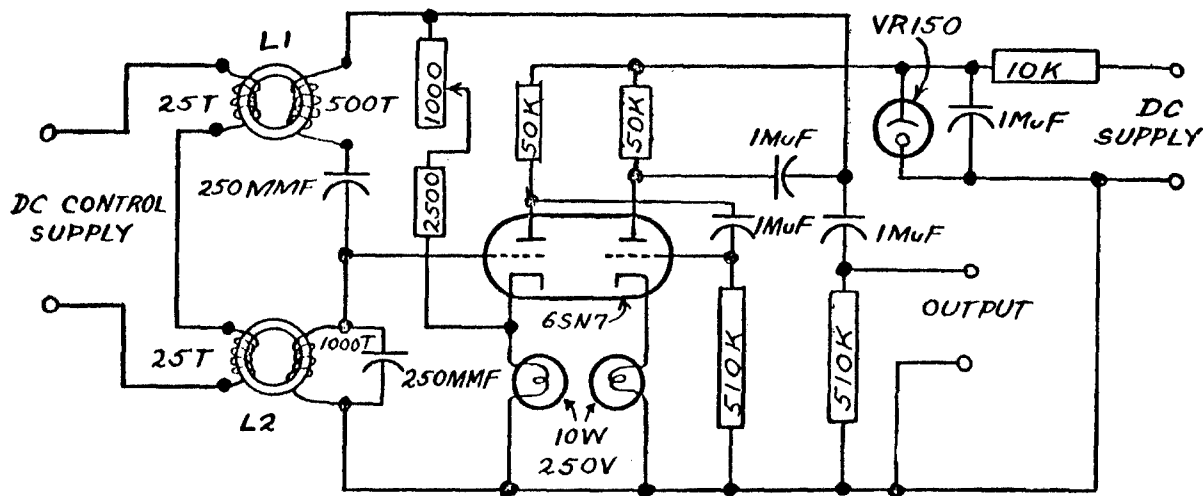 L1
25T
500T
250MMF
DC CONTROL
SUPPLY
25T
1000T
250MMF
L2
1000
2500
50K
50K
1MUF
1MUF
1MUF
6SN7
10W
250V
510K
510K
OUTPUT
VR150
10K
1MUF
DC
SUPPLY